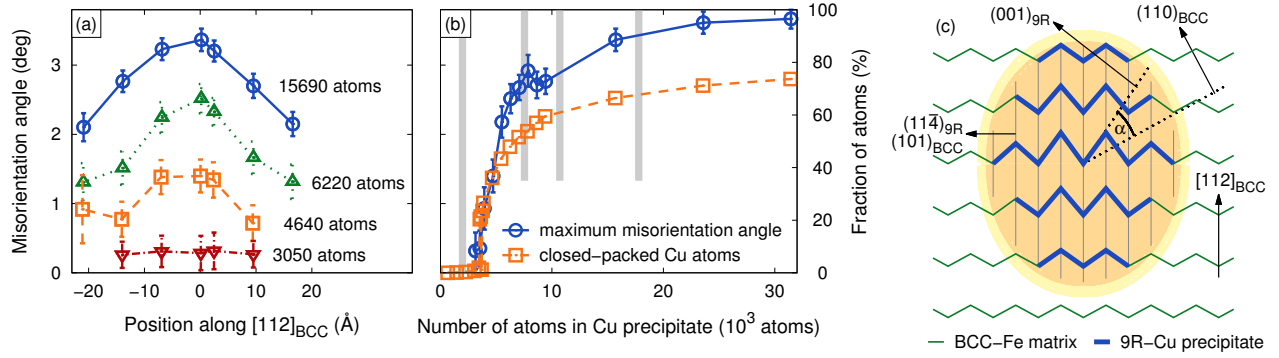 (a)
Misorientation angle (deg)
3
2
1
0
15690 atoms
6220 atoms
4640 atoms
3050 atoms
−20 −10 0 10 20
Position along [112]BCC (Å)
(b)
100
80
60
40
20
0
Fraction of atoms (%)
maximum misorientation angle
closed−packed Cu atoms
0 10 20 30
Number of atoms in Cu precipitate (10³ atoms)
(c)
(001)9R
(110)BCC
α
(114̅)9R
(101)BCC
[112]BCC
BCC−Fe matrix 9R−Cu precipitate